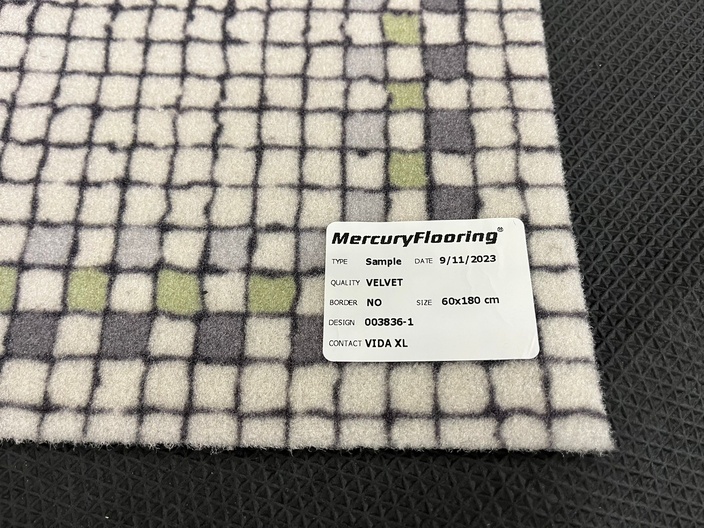 MercuryFlooring®
TYPE Sample DATE 9/11/2023
QUALITY VELVET
BORDER NO SIZE 60x180 cm
DESIGN 003836-1
CONTACT VIDA XL